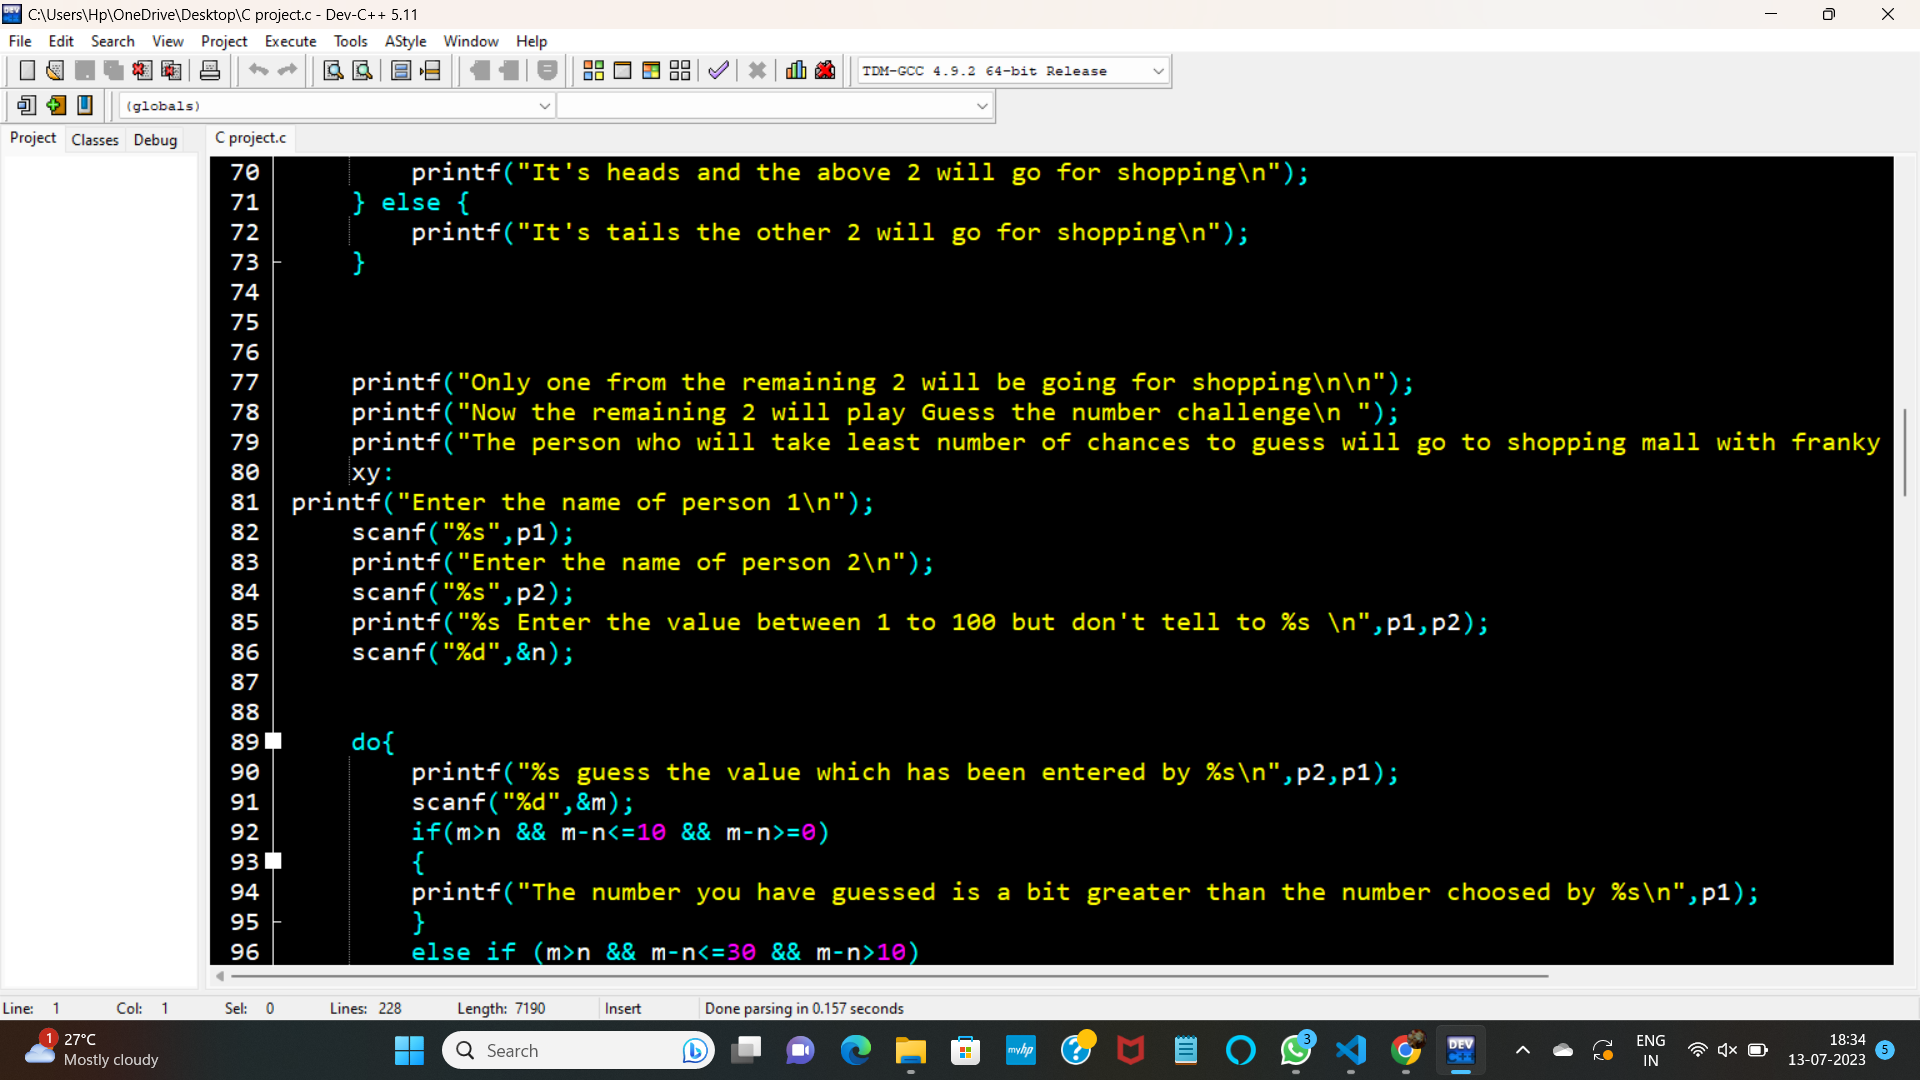 C:\Users\Hp\OneDrive\Desktop\C project.c - Dev-C++ 5.11
File Edit Search View Project Execute Tools AStyle Window Help
TDM-GCC 4.9.2 64-bit Release
(globals)
Project Classes Debug
C project.c
70 printf("It's heads and the above 2 will go for shopping\n");
71 } else {
72 printf("It's tails the other 2 will go for shopping\n");
73 }
74
75
76
77 printf("Only one from the remaining 2 will be going for shopping\n\n");
78 printf("Now the remaining 2 will play Guess the number challenge\n ");
79 printf("The person who will take least number of chances to guess will go to shopping mall with franky
80 xy:
81 printf("Enter the name of person 1\n");
82 scanf("%s",p1);
83 printf("Enter the name of person 2\n");
84 scanf("%s",p2);
85 printf("%s Enter the value between 1 to 100 but don't tell to %s \n",p1,p2);
86 scanf("%d",&n);
87
88
89 do{
90 printf("%s guess the value which has been entered by %s\n",p2,p1);
91 scanf("%d",&m);
92 if(m>n && m-n<=10 && m-n>=0)
93 {
94 printf("The number you have guessed is a bit greater than the number choosed by %s\n",p1);
95 }
96 else if (m>n && m-n<=30 && m-n>10)
Line: 1 Col: 1 Sel: 0 Lines: 228 Length: 7190 Insert Done parsing in 0.157 seconds
1
27°C
Mostly cloudy
Search
myhp
3
DEV
C++
ENG
IN
18:34
13-07-2023
5